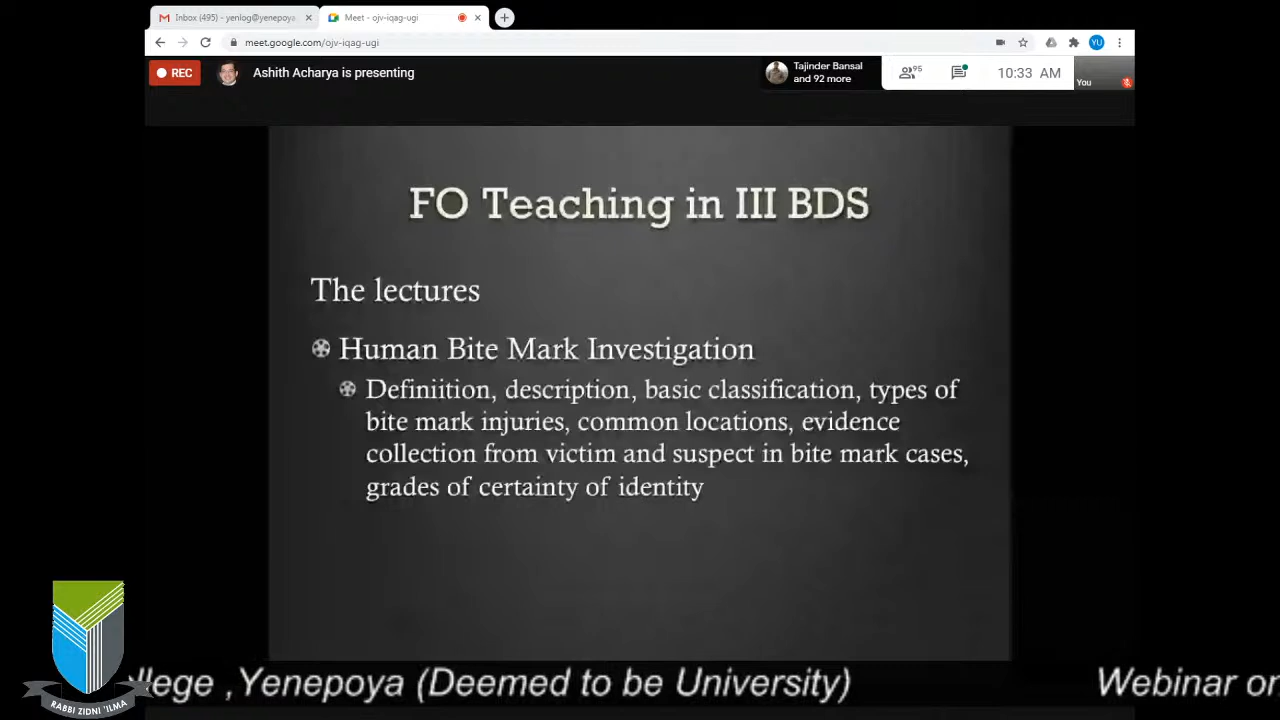 Inbox (495) - yenlog@yenepoya.
Meet - ojv-iqag-ugi
meet.google.com/ojv-iqag-ugi
YU
REC
Ashith Acharya is presenting
Tajinder Bansal
and 92 more
95
10:33 AM
You
FO Teaching in III BDS
The lectures
Human Bite Mark Investigation
Definiition, description, basic classification, types of
bite mark injuries, common locations, evidence
collection from victim and suspect in bite mark cases,
grades of certainty of identity
llege ,Yenepoya (Deemed to be University)
Webinar on
RABBI ZIDNI 'ILMA